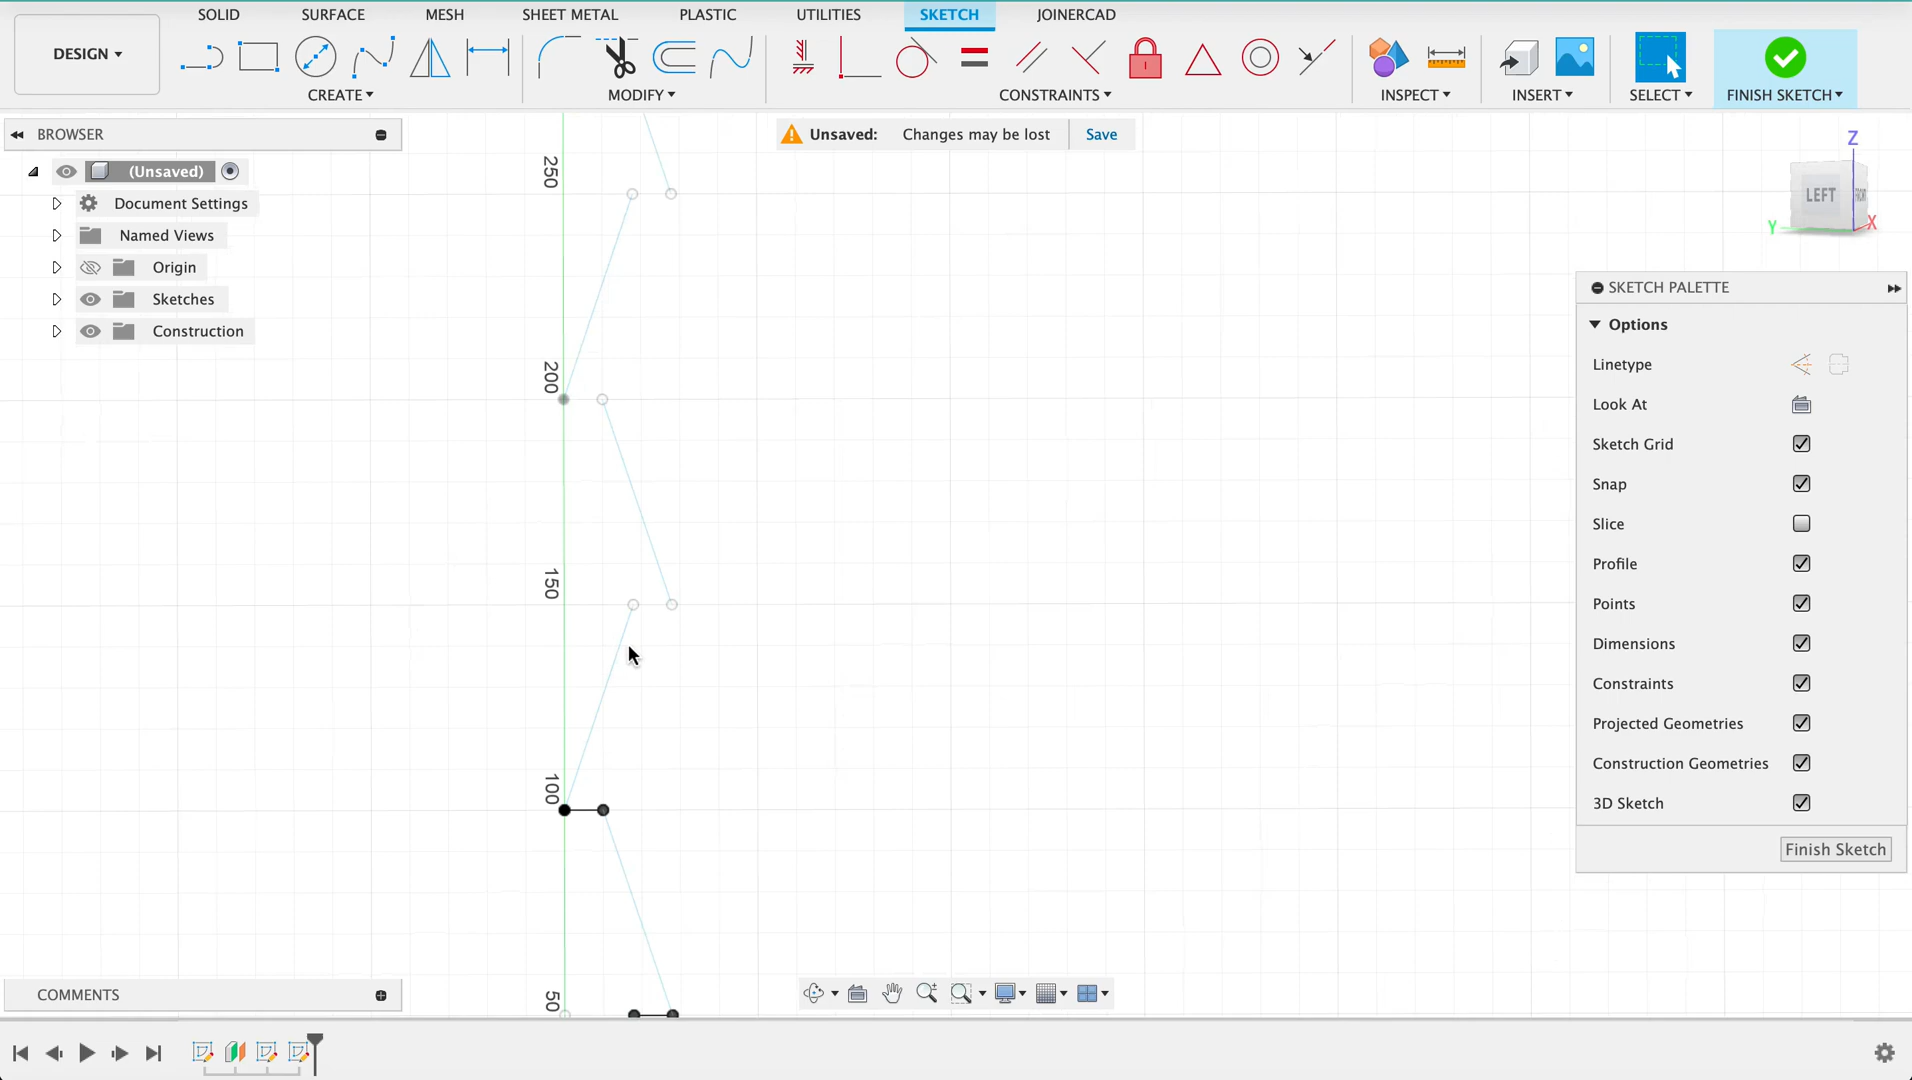 SOLID
SURFACE
MESH
SHEET METAL
PLASTIC
UTILITIES
SKETCH
JOINERCAD
DESIGN
CREATE
MODIFY
CONSTRAINTS
INSPECT
INSERT
SELECT
FINISH SKETCH
BROWSER
Unsaved: Changes may be lost Save
(Unsaved)
Document Settings
Named Views
Origin
Sketches
Construction
250
200
150
100
50
Z
LEFT
FRONT
Y
X
SKETCH PALETTE
Options
Linetype
Look At
Sketch Grid
Snap
Slice
Profile
Points
Dimensions
Constraints
Projected Geometries
Construction Geometries
3D Sketch
Finish Sketch
COMMENTS